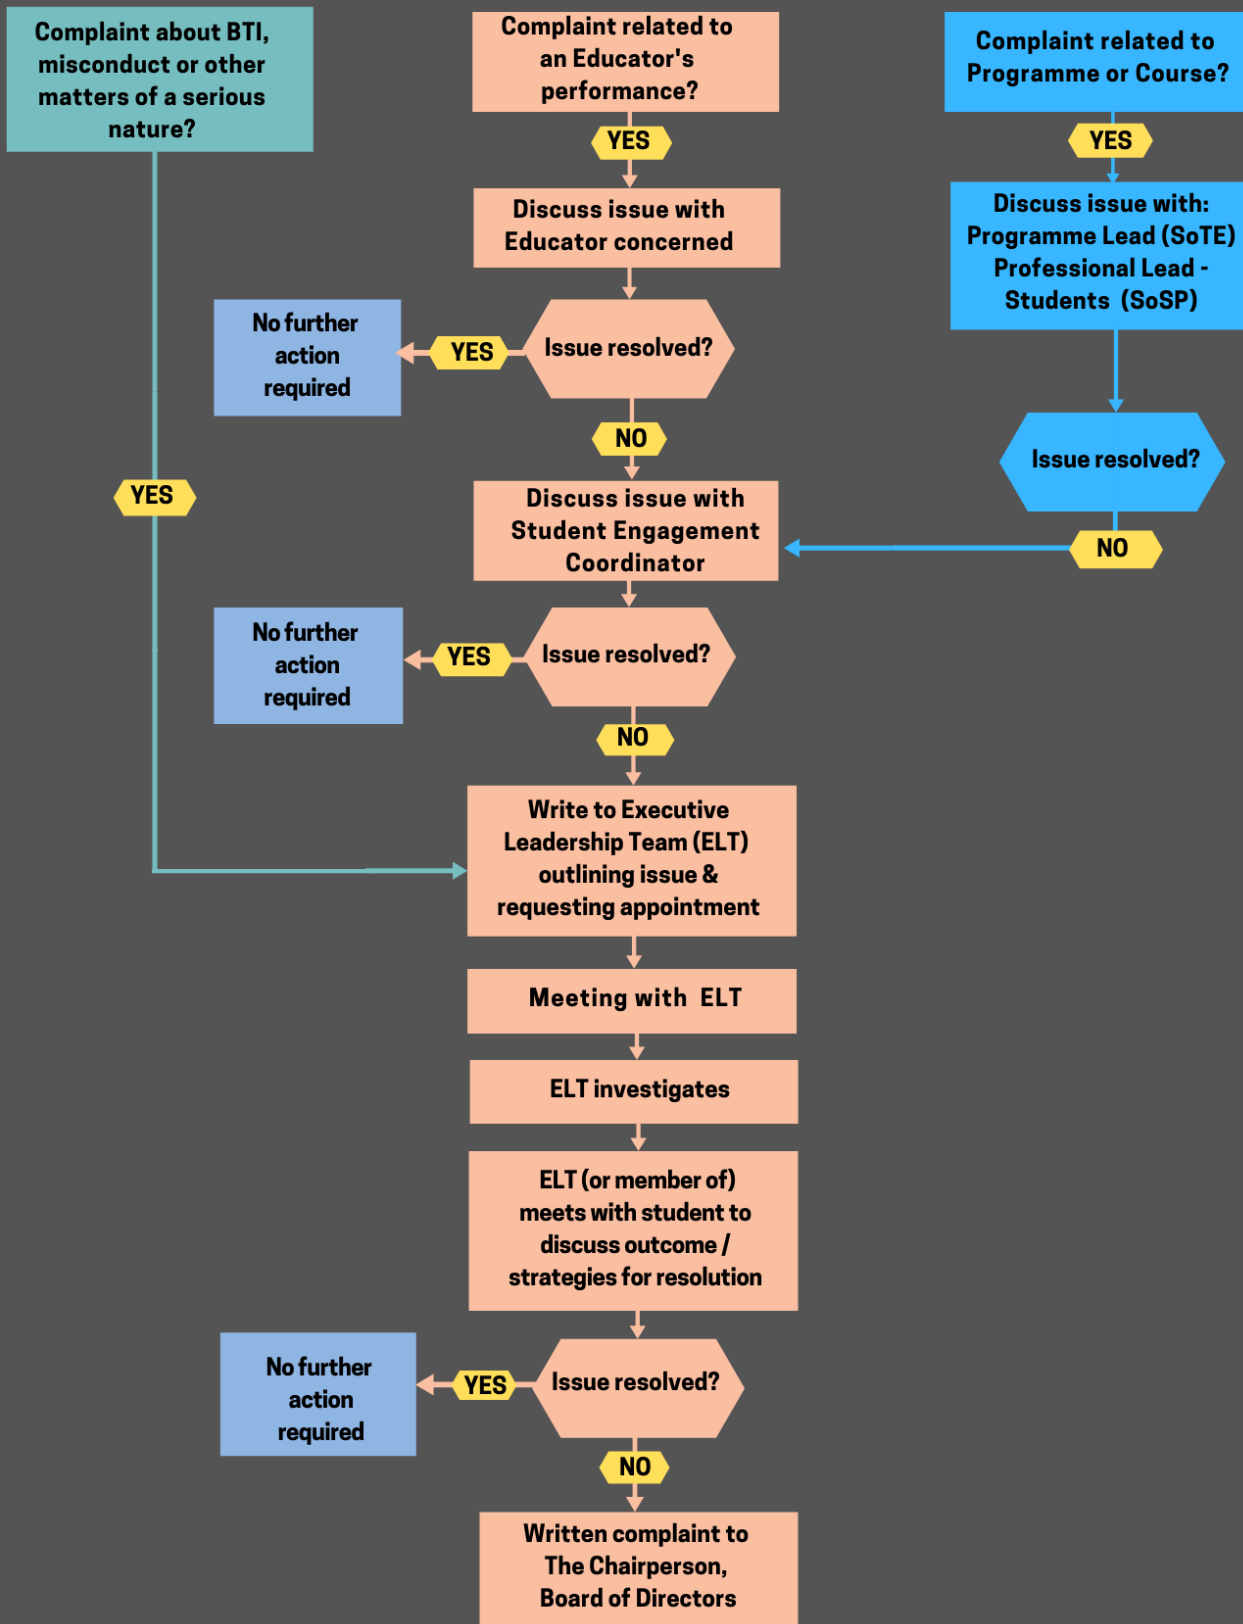 Complaint about BTI,
misconduct or other
matters of a serious
nature?
YES
Complaint related to
an Educator's
performance?
YES
Discuss issue with
Educator concerned
Issue resolved?
YES
No further
action
required
NO
Complaint related to
Programme or Course?
YES
Discuss issue with:
Programme Lead (SoTE)
Professional Lead -
Students (SoSP)
Issue resolved?
NO
Discuss issue with
Student Engagement
Coordinator
Issue resolved?
YES
No further
action
required
NO
Write to Executive
Leadership Team (ELT)
outlining issue &
requesting appointment
Meeting with ELT
ELT investigates
ELT (or member of)
meets with student to
discuss outcome /
strategies for resolution
Issue resolved?
YES
No further
action
required
NO
Written complaint to
The Chairperson,
Board of Directors